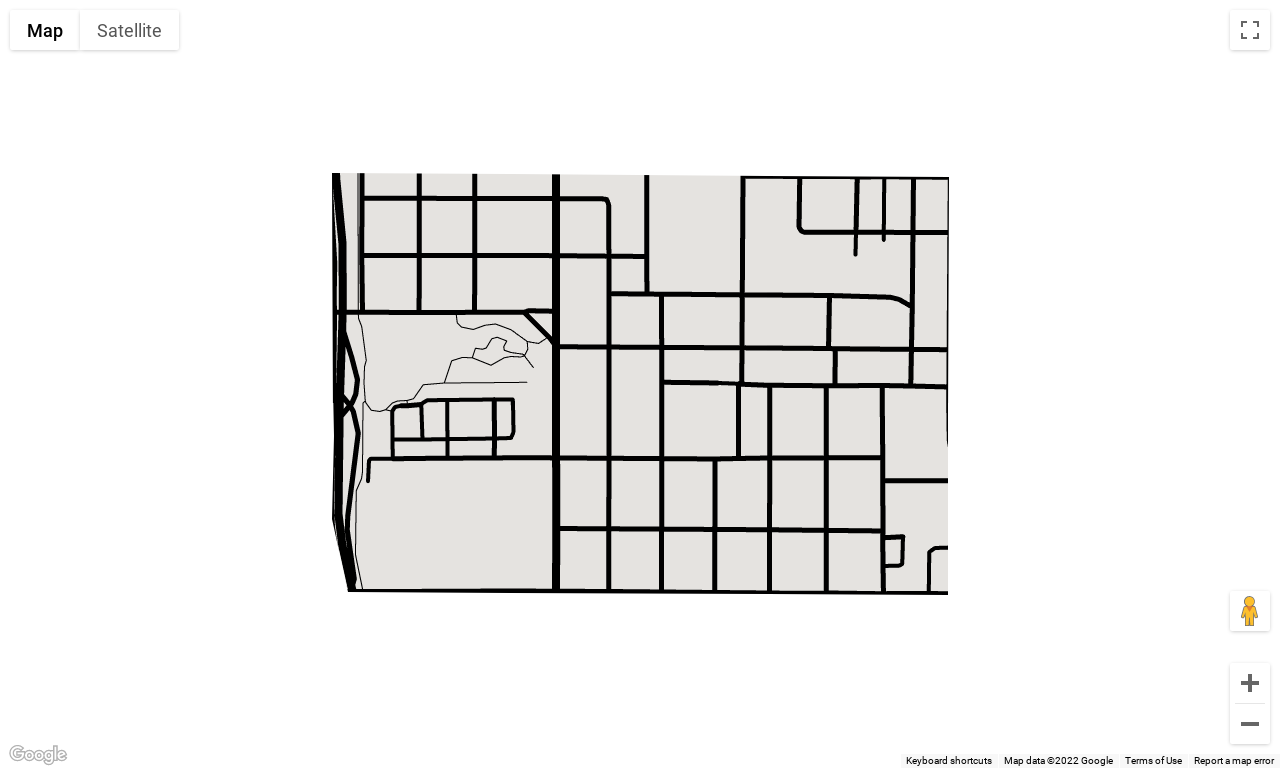 Map Satellite
Google
Keyboard shortcuts Map data ©2022 Google Terms of Use Report a map error